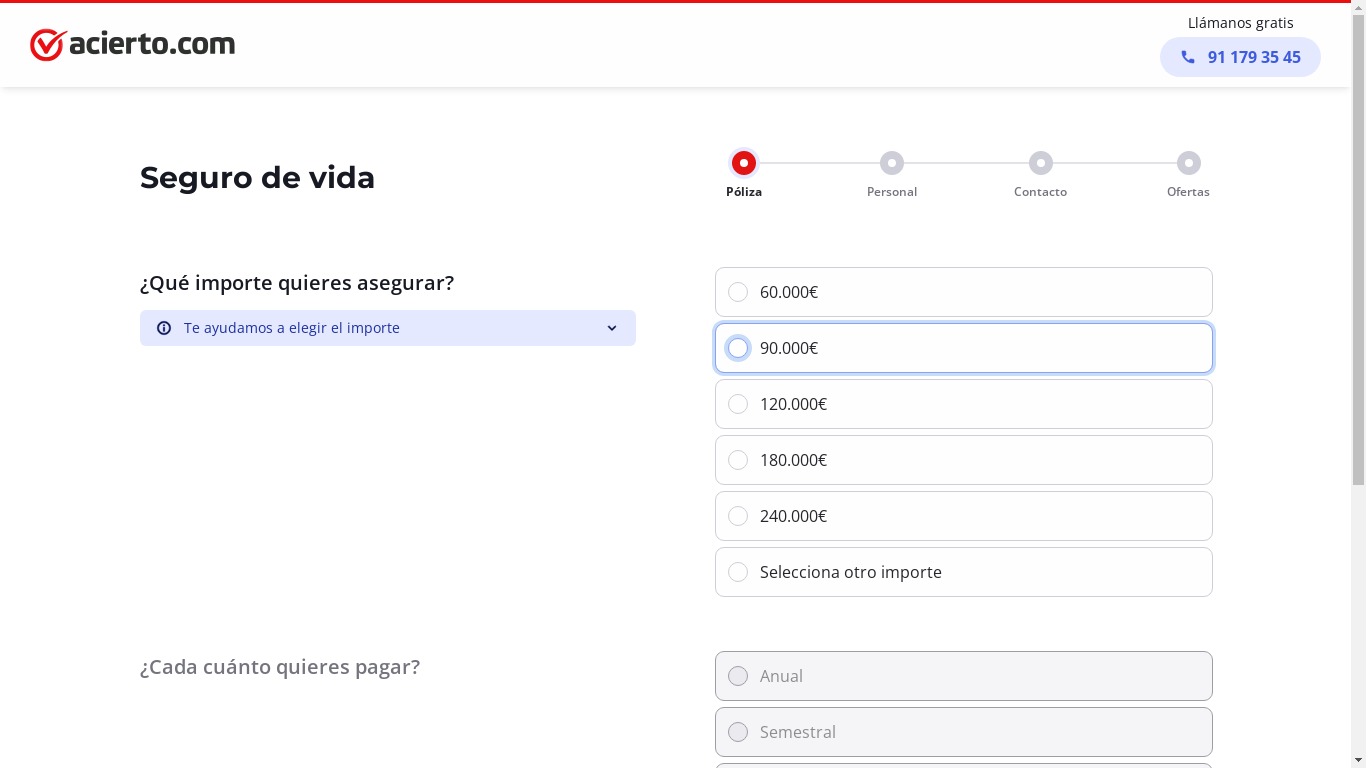 acierto.com
Llámanos gratis
91 179 35 45
Seguro de vida
Póliza
Personal
Contacto
Ofertas
¿Qué importe quieres asegurar?
Te ayudamos a elegir el importe
60.000€
90.000€
120.000€
180.000€
240.000€
Selecciona otro importe
¿Cada cuánto quieres pagar?
Anual
Semestral